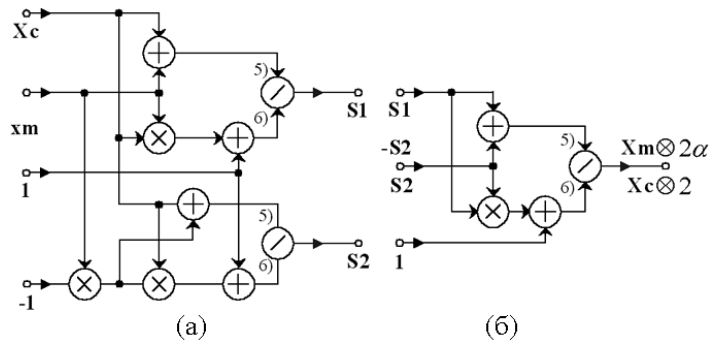 Xc
5)
xm
S1
S1
5)
6)
-S2
Xm⊗2α
1
S2
6)
Xc⊗2
5)
1
6)
S2
-1
(а)
(б)